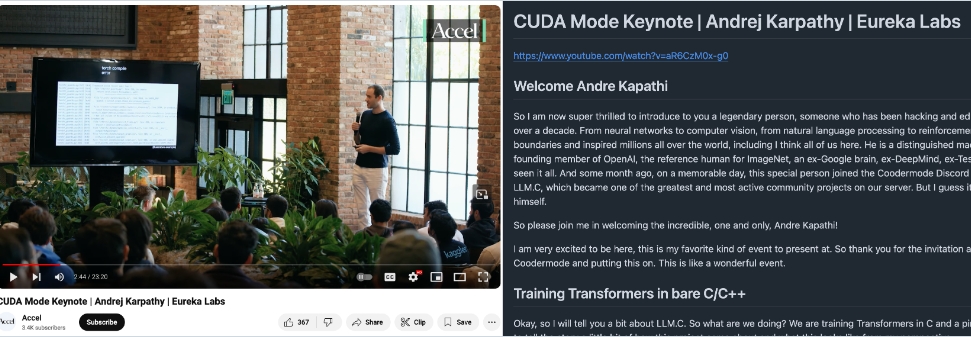 Accel
torch compile
kaggle
2:44 / 23:20
CC
CUDA Mode Keynote | Andrej Karpathy | Eureka Labs
Accel
Accel
3.4K subscribers
Subscribe
367
Share
Clip
Save
CUDA Mode Keynote | Andrej Karpathy | Eureka Labs
https://www.youtube.com/watch?v=aR6CzM0x-g0
Welcome Andre Kapathi
So I am now super thrilled to introduce to you a legendary person, someone who has been hacking and ed
over a decade. From neural networks to computer vision, from natural language processing to reinforceme
boundaries and inspired millions all over the world, including I think all of us here. He is a distinguished ma
founding member of OpenAI, the reference human for ImageNet, an ex-Google brain, ex-DeepMind, ex-Tes
seen it all. And some month ago, on a memorable day, this special person joined the Coodermode Discord
LLM.C, which became one of the greatest and most active community projects on our server. But I guess it
himself.
So please join me in welcoming the incredible, one and only, Andre Kapathi!
I am very excited to be here, this is my favorite kind of event to present at. So thank you for the invitation a
Coodermode and putting this on. This is like a wonderful event.
Training Transformers in bare C/C++
Okay, so I will tell you a bit about LLM.C. So what are we doing? We are training Transformers in C and a pi